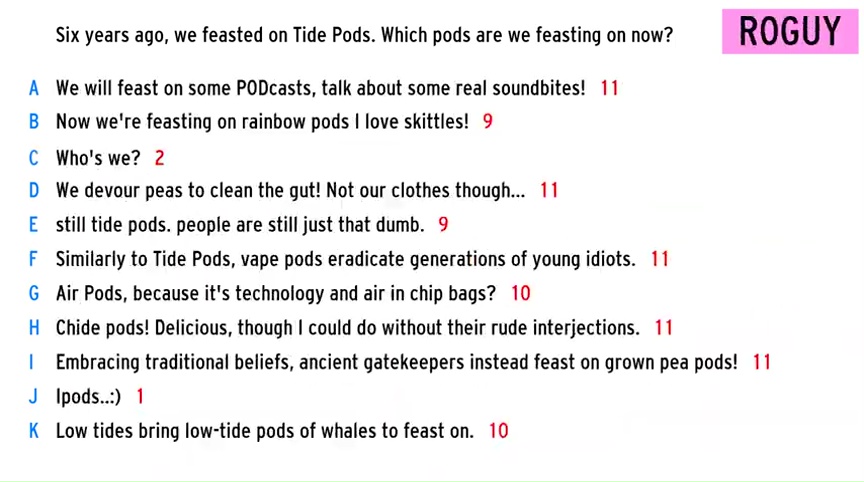 Six years ago, we feasted on Tide Pods. Which pods are we feasting on now?
ROGUY
A We will feast on some PODcasts, talk about some real soundbites! 11
B Now we're feasting on rainbow pods I love skittles! 9
C Who's we? 2
D We devour peas to clean the gut! Not our clothes though... 11
E still tide pods. people are still just that dumb. 9
F Similarly to Tide Pods, vape pods eradicate generations of young idiots. 11
G Air Pods, because it's technology and air in chip bags? 10
H Chide pods! Delicious, though I could do without their rude interjections. 11
I Embracing traditional beliefs, ancient gatekeepers instead feast on grown pea pods! 11
J Ipods..:) 1
K Low tides bring low-tide pods of whales to feast on. 10